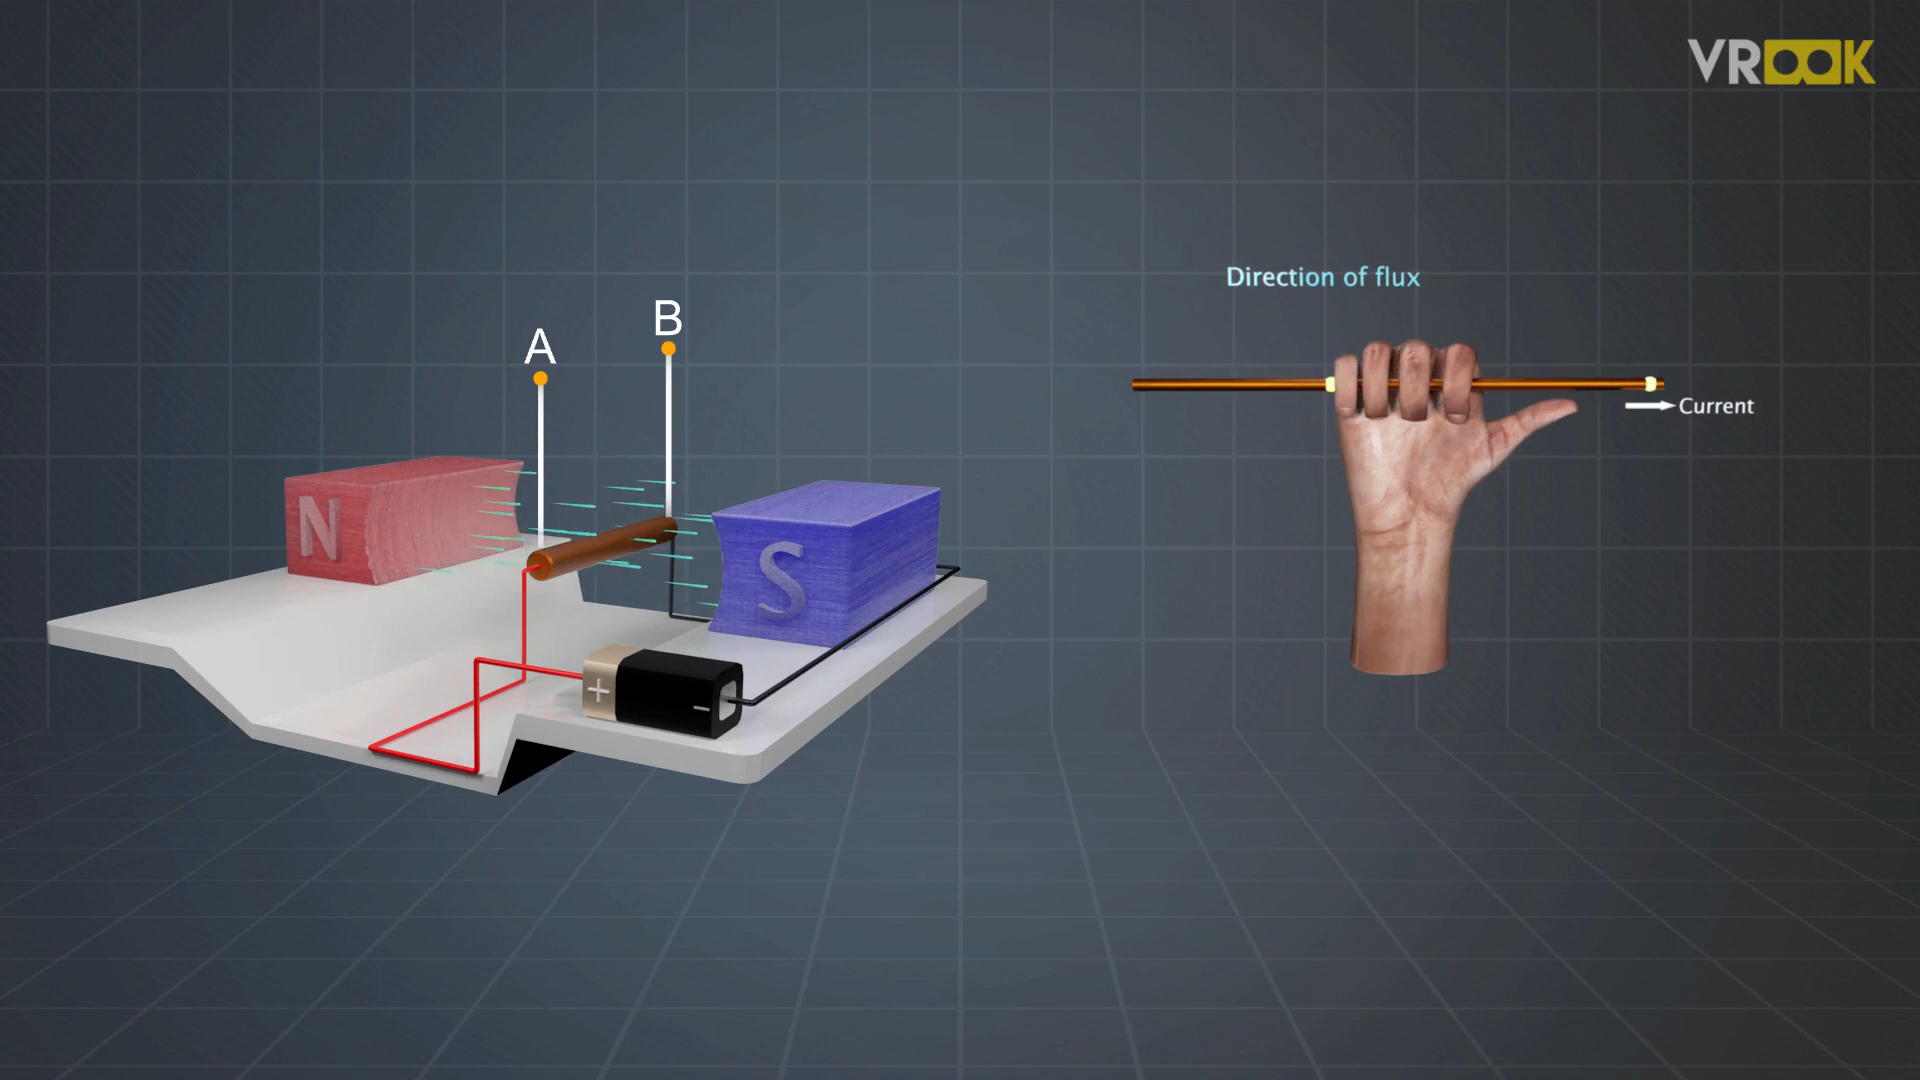 VROOK
Direction of flux
B
A
Current
N
S
+
−